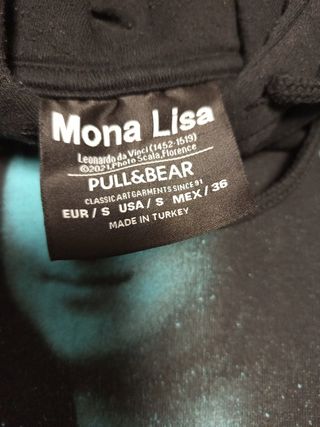 Mona Lisa
Leonardo da Vinci (1452-1519)
©2021.Photo Scala,Florence
PULL&BEAR
CLASSIC ART GARMENTS SINCE 91
EUR / S USA / S MEX / 36
MADE IN TURKEY